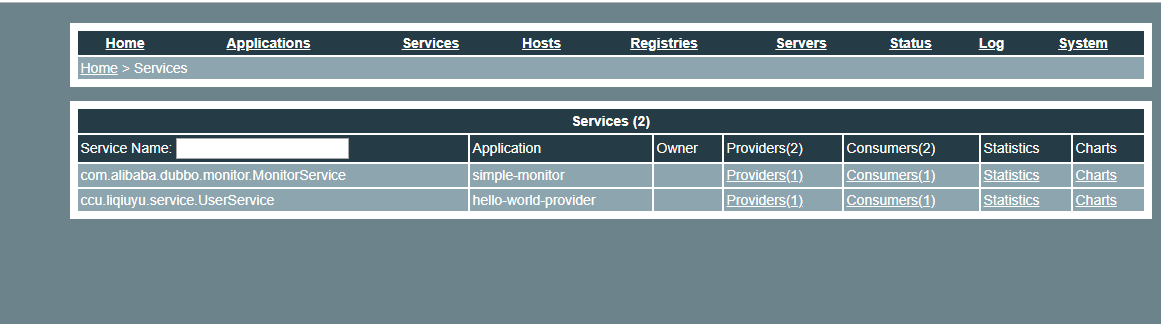 Home Applications Services Hosts Registries Servers Status Log System
Home > Services
Services (2)
Service Name: Application Owner Providers(2) Consumers(2) Statistics Charts
com.alibaba.dubbo.monitor.MonitorService simple-monitor Providers(1) Consumers(1) Statistics Charts
ccu.liqiuyu.service.UserService hello-world-provider Providers(1) Consumers(1) Statistics Charts